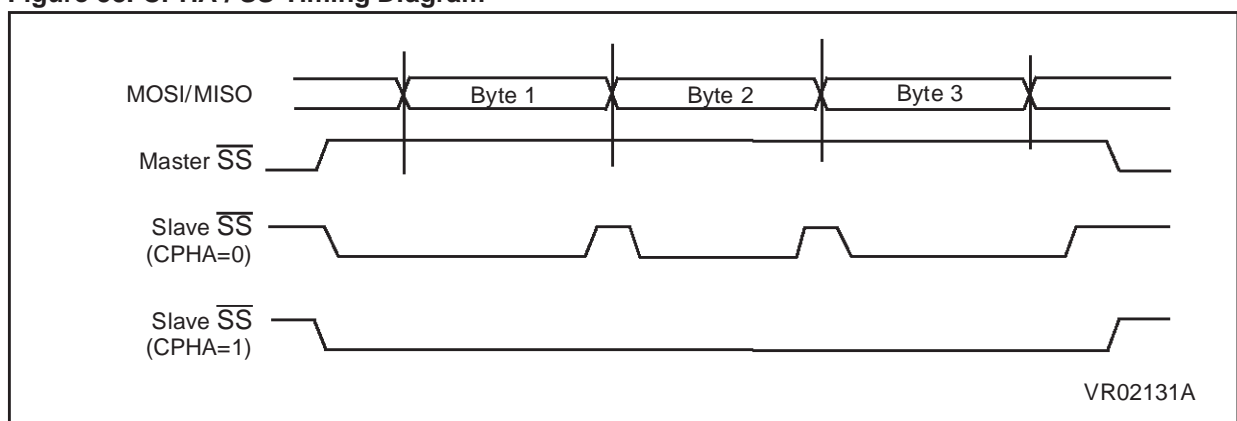 MOSI/MISO
Byte 1
Byte 2
Byte 3
Master SS
Slave SS
(CPHA=0)
Slave SS
(CPHA=1)
VR02131A